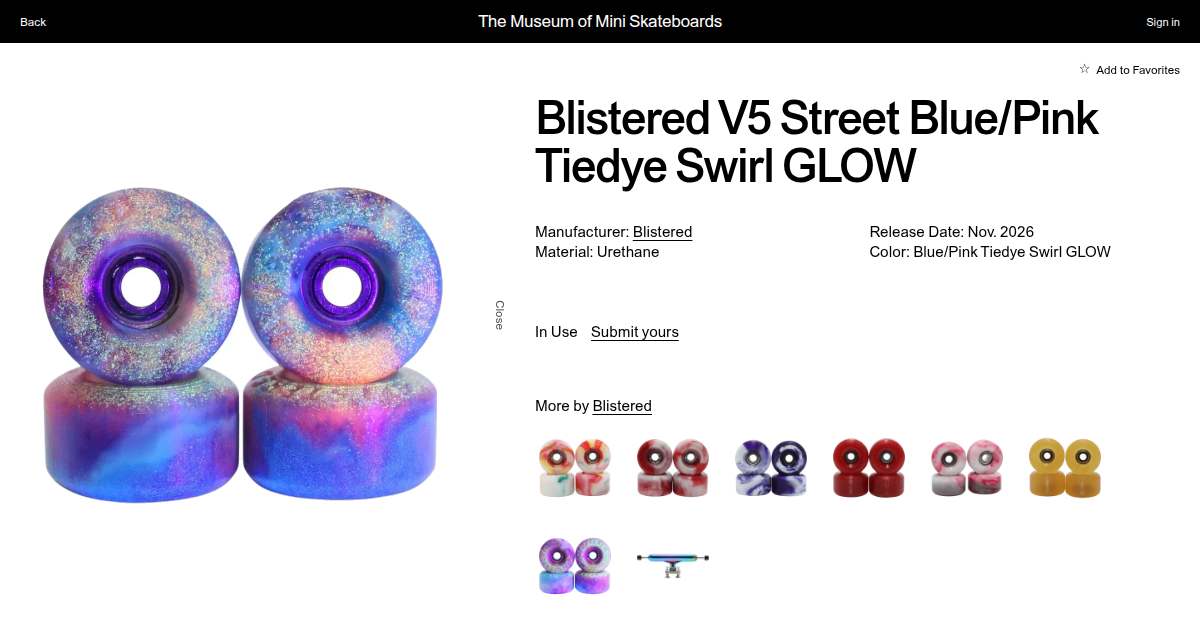 Back
The Museum of Mini Skateboards
Sign in
☆ Add to Favorites
Blistered V5 Street Blue/Pink
Tiedye Swirl GLOW
Manufacturer: Blistered
Material: Urethane
Release Date: Nov. 2026
Color: Blue/Pink Tiedye Swirl GLOW
Close
In Use Submit yours
More by Blistered